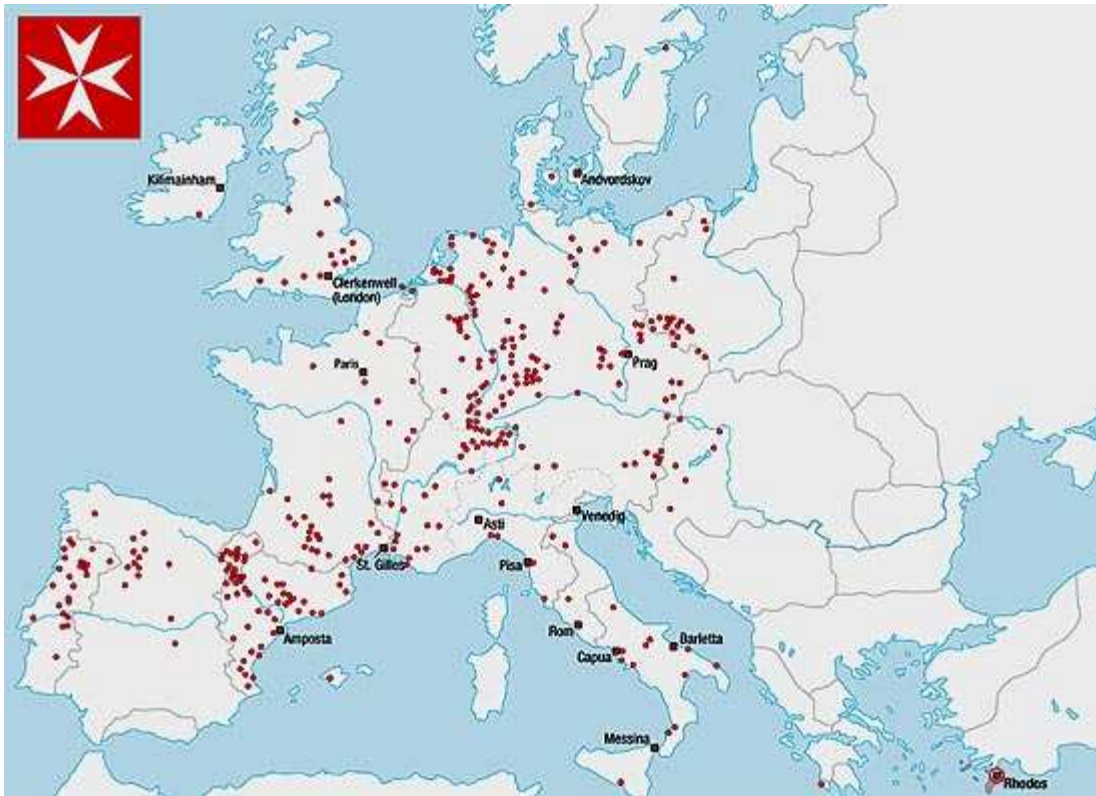 Kilmainham
Andvordskov
Clerkenwell
(London)
Paris
Prag
Asti
Venedig
St. Gilles
Pisa
Rom
Amposta
Capua
Barletta
Messina
Rhodos